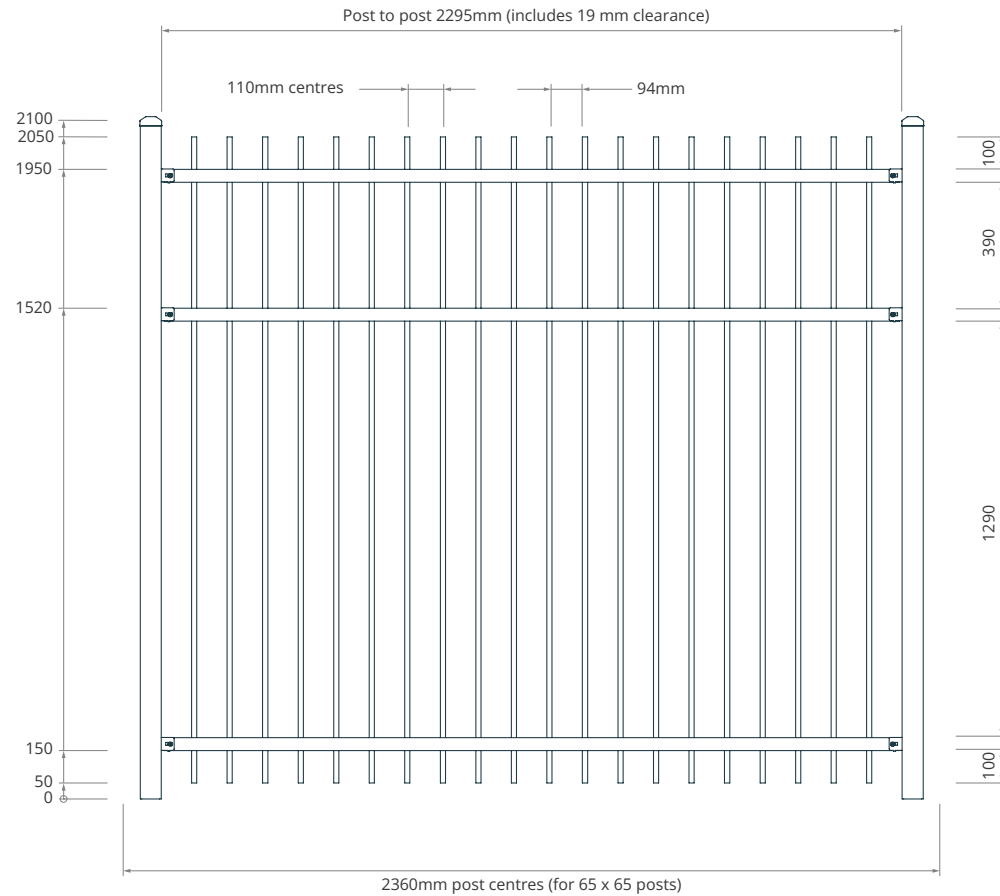 Post to post 2295mm (includes 19 mm clearance)
110mm centres
94mm
2100
2050
1950
1520
150
50
0
100
390
1290
100
2360mm post centres (for 65 x 65 posts)